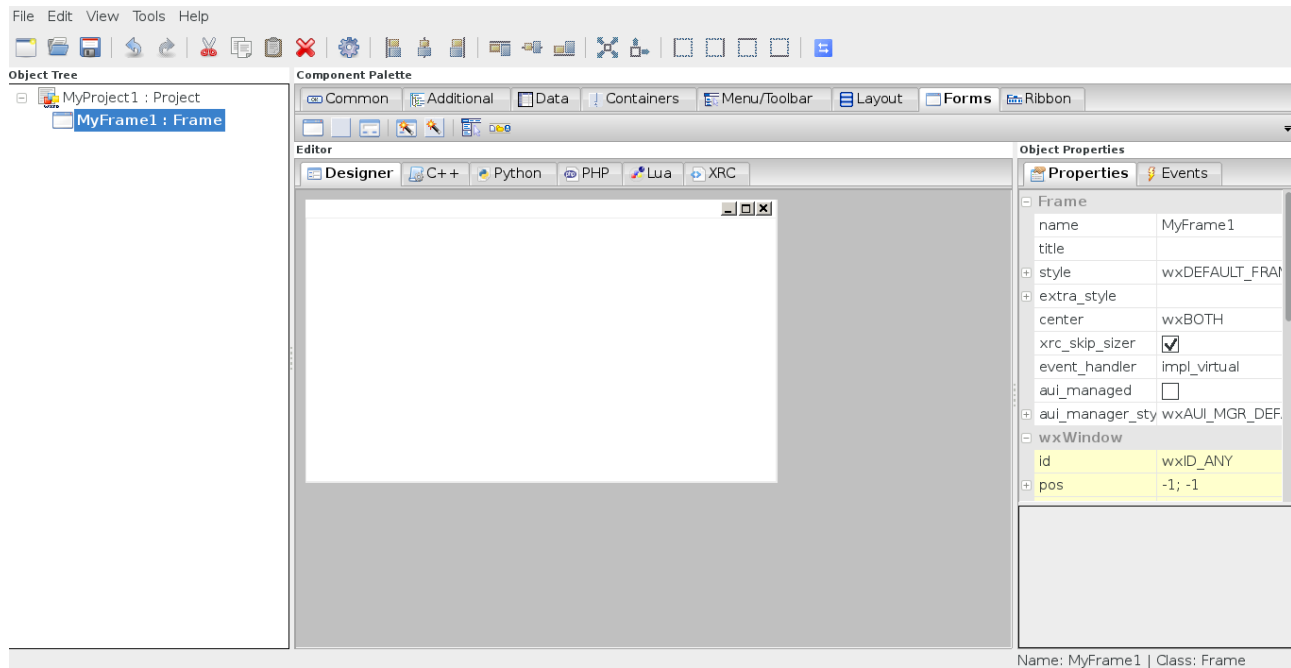 File Edit View Tools Help
Object Tree
Component Palette
MyProject1 : Project
MyFrame1 : Frame
Common Additional Data Containers Menu/Toolbar Layout Forms Ribbon
Editor
Object Properties
Designer C++ Python PHP Lua XRC
Properties Events
Frame
name MyFrame1
title
style wxDEFAULT_FRAM
extra_style
center wxBOTH
xrc_skip_sizer
event_handler impl_virtual
aui_managed
aui_manager_sty wxAUI_MGR_DEF.
wxWindow
id wxID_ANY
pos -1; -1
Name: MyFrame1 | Class: Frame